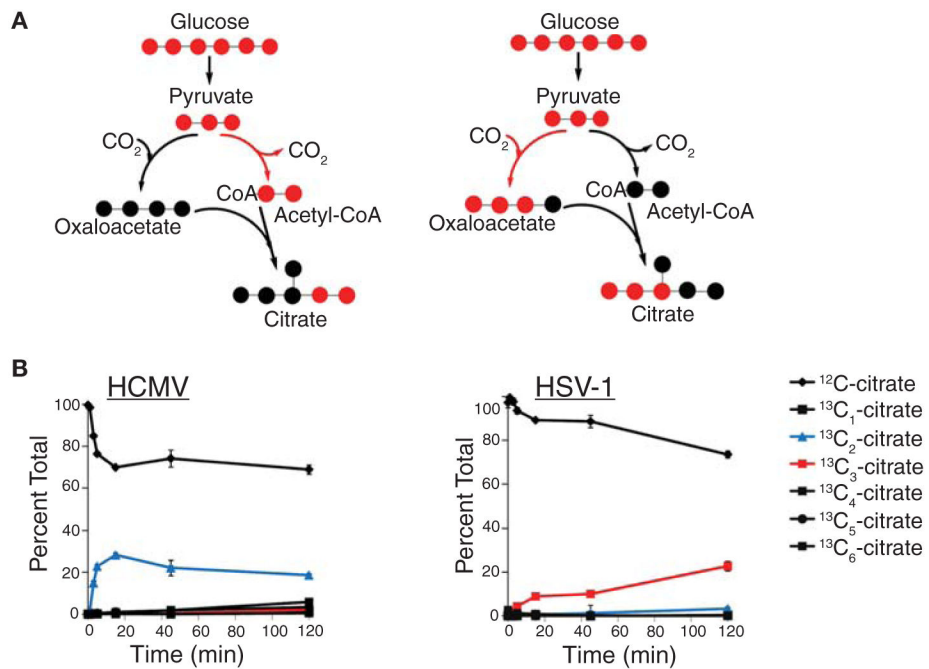 A
Glucose
Pyruvate
CO2
CO2
CoA
Acetyl-CoA
Oxaloacetate
Citrate
Glucose
Pyruvate
CO2
CO2
CoA
Acetyl-CoA
Oxaloacetate
Citrate
B
HCMV
Percent Total
100
80
60
40
20
0
0 20 40 60 80 100 120
Time (min)
HSV-1
Percent Total
100
80
60
40
20
0
0 20 40 60 80 100 120
Time (min)
¹²C-citrate
¹³C₁-citrate
¹³C₂-citrate
¹³C₃-citrate
¹³C₄-citrate
¹³C₅-citrate
¹³C₆-citrate